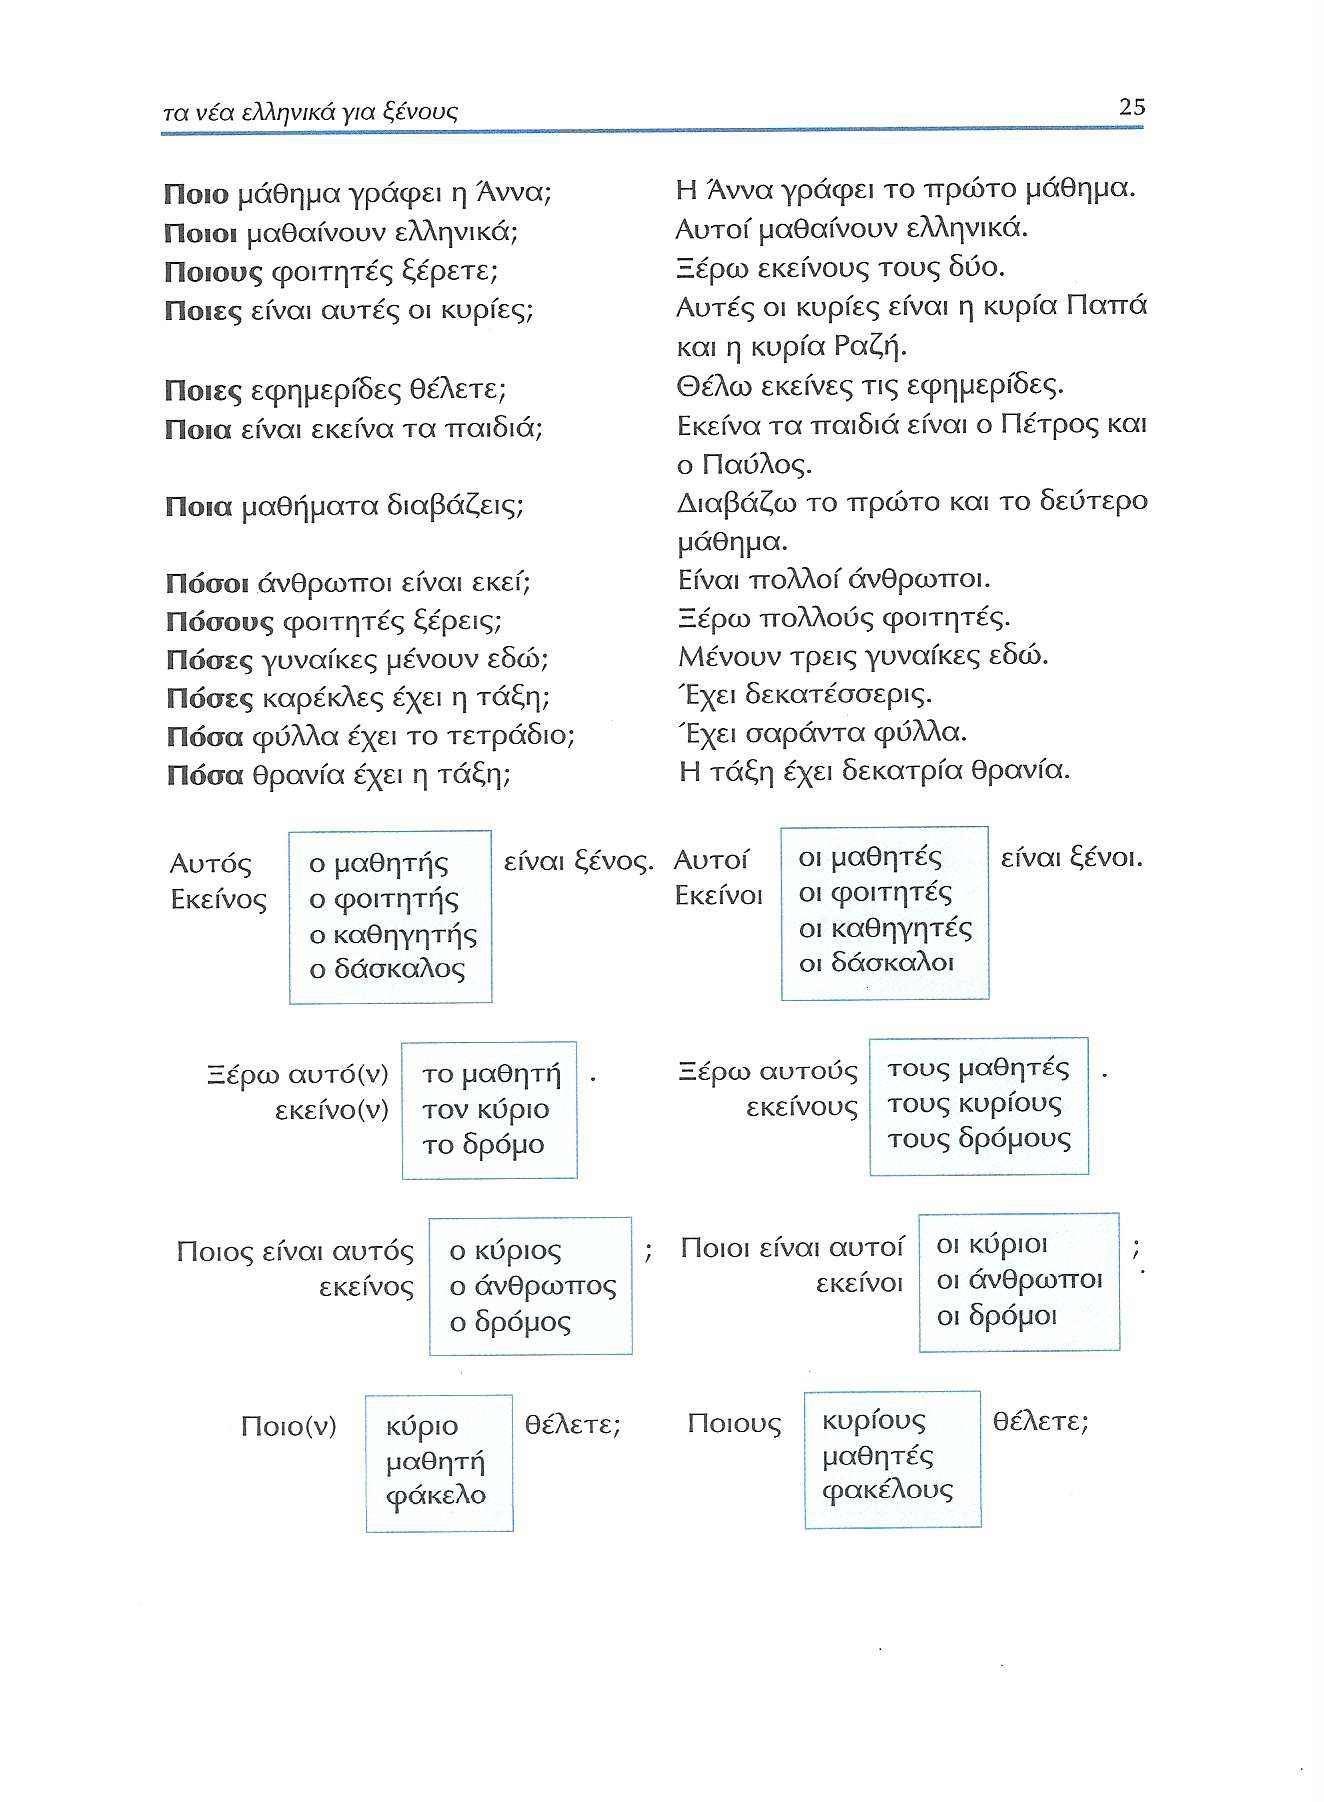 τα νέα ελληνικά για ξένους 25
Ποιο μάθημα γράφει η Άννα; Η Άννα γράφει το πρώτο μάθημα.
Ποιοι μαθαίνουν ελληνικά; Αυτοί μαθαίνουν ελληνικά.
Ποιους φοιτητές ξέρετε; Ξέρω εκείνους τους δύο.
Ποιες είναι αυτές οι κυρίες; Αυτές οι κυρίες είναι η κυρία Παπά
και η κυρία Ραζή.
Ποιες εφημερίδες θέλετε; Θέλω εκείνες τις εφημερίδες.
Ποια είναι εκείνα τα παιδιά; Εκείνα τα παιδιά είναι ο Πέτρος και
ο Παύλος.
Ποια μαθήματα διαβάζεις; Διαβάζω το πρώτο και το δεύτερο
μάθημα.
Πόσοι άνθρωποι είναι εκεί; Είναι πολλοί άνθρωποι.
Πόσους φοιτητές ξέρεις; Ξέρω πολλούς φοιτητές.
Πόσες γυναίκες μένουν εδώ; Μένουν τρεις γυναίκες εδώ.
Πόσες καρέκλες έχει η τάξη; Έχει δεκατέσσερις.
Πόσα φύλλα έχει το τετράδιο; Έχει σαράντα φύλλα.
Πόσα θρανία έχει η τάξη; Η τάξη έχει δεκατρία θρανία.
Αυτός ο μαθητής είναι ξένος. Αυτοί οι μαθητές είναι ξένοι.
Εκείνος ο φοιτητής Εκείνοι οι φοιτητές
ο καθηγητής οι καθηγητές
ο δάσκαλος οι δάσκαλοι
Ξέρω αυτό(ν) το μαθητή . Ξέρω αυτούς τους μαθητές .
εκείνο(ν) τον κύριο εκείνους τους κυρίους
το δρόμο τους δρόμους
Ποιος είναι αυτός ο κύριος ; Ποιοι είναι αυτοί οι κύριοι ;
εκείνος ο άνθρωπος εκείνοι οι άνθρωποι
ο δρόμος οι δρόμοι
Ποιο(ν) κύριο θέλετε; Ποιους κυρίους θέλετε;
μαθητή μαθητές
φάκελο φακέλους